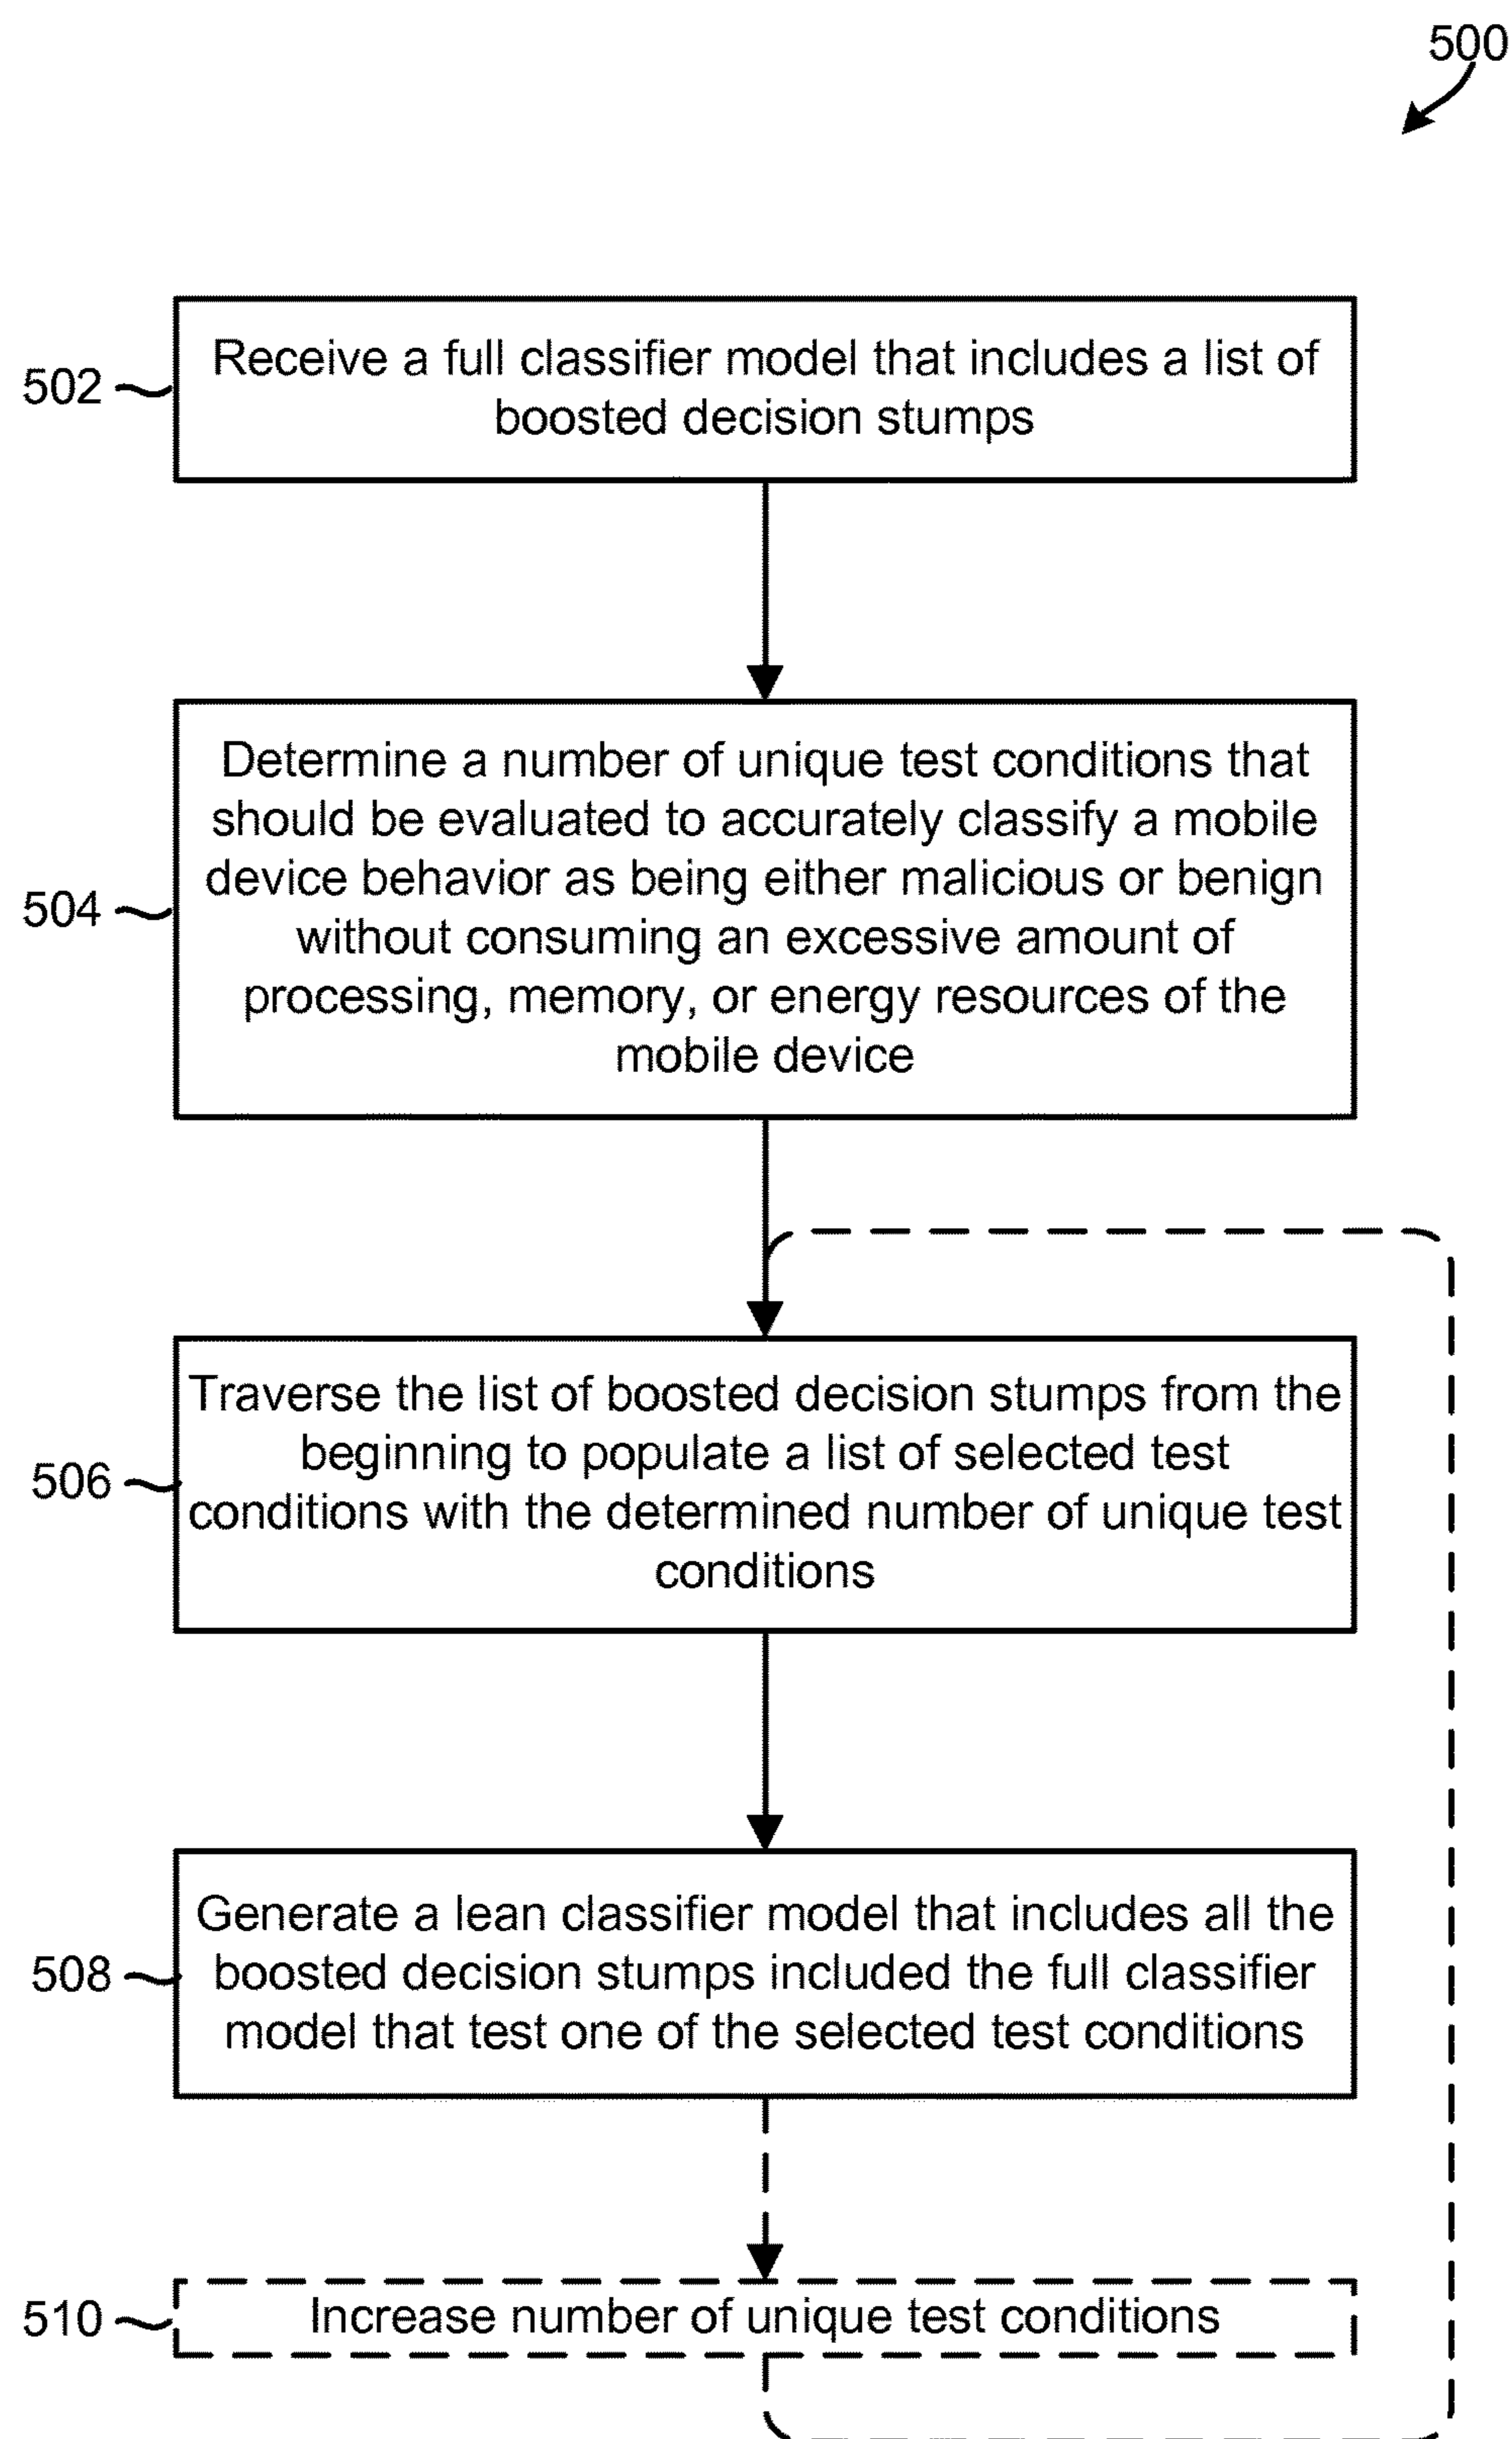 500
502
Receive a full classifier model that includes a list of
boosted decision stumps
504
Determine a number of unique test conditions that
should be evaluated to accurately classify a mobile
device behavior as being either malicious or benign
without consuming an excessive amount of
processing, memory, or energy resources of the
mobile device
506
Traverse the list of boosted decision stumps from the
beginning to populate a list of selected test
conditions with the determined number of unique test
conditions
508
Generate a lean classifier model that includes all the
boosted decision stumps included the full classifier
model that test one of the selected test conditions
510
Increase number of unique test conditions